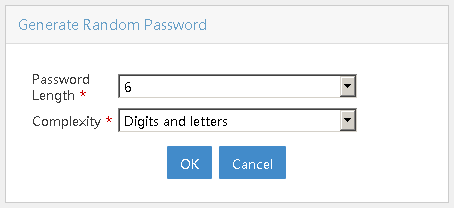 Generate Random Password
Password
Length *
6
Complexity *
Digits and letters
OK
Cancel